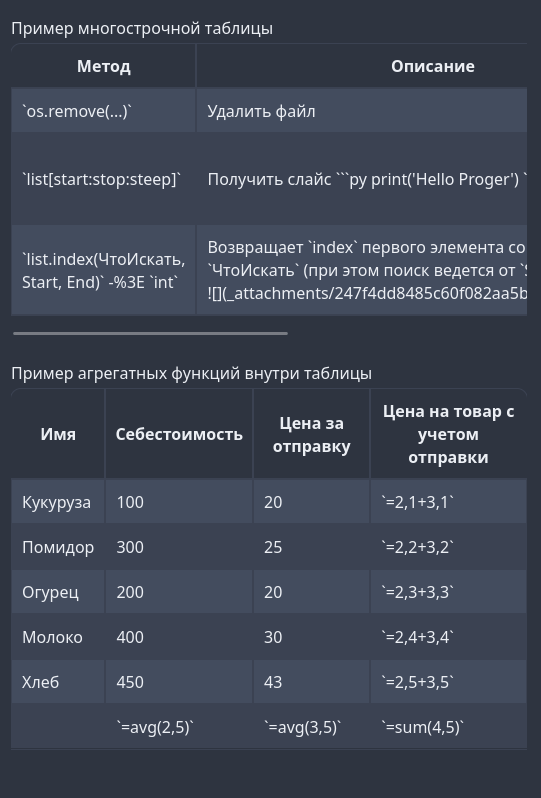 Пример многострочной таблицы
Метод Описание
`os.remove(...)` Удалить файл
`list[start:stop:steep]` Получить слайс ```py print('Hello Proger') `
`list.index(ЧтоИскать, Start, End)` -%3E `int`
Возвращает `index` первого элемента со
`ЧтоИскать` (при этом поиск ведется от `
![](_attachments/247f4dd8485c60f082aa5b
Пример агрегатных функций внутри таблицы
Имя Себестоимость Цена за отправку Цена на товар с учетом отправки
Кукуруза 100 20 `=2,1+3,1`
Помидор 300 25 `=2,2+3,2`
Огурец 200 20 `=2,3+3,3`
Молоко 400 30 `=2,4+3,4`
Хлеб 450 43 `=2,5+3,5`
`=avg(2,5)` `=avg(3,5)` `=sum(4,5)`